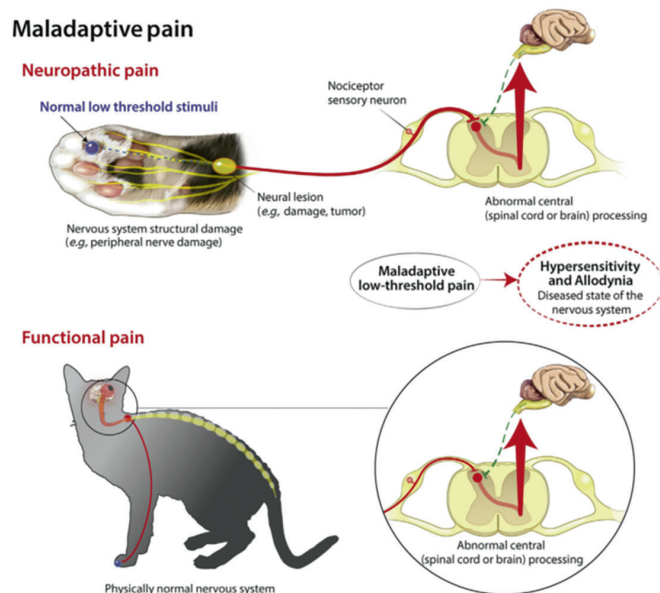 Maladaptive pain
Neuropathic pain
Normal low threshold stimuli
Nociceptor
sensory neuron
Neural lesion
(e.g., damage, tumor)
Nervous system structural damage
(e.g., peripheral nerve damage)
Abnormal central
(spinal cord or brain) processing
Maladaptive
low-threshold pain
Hypersensitivity
and Allodynia
Diseased state of the
nervous system
Functional pain
Abnormal central
(spinal cord or brain) processing
Physically normal nervous system